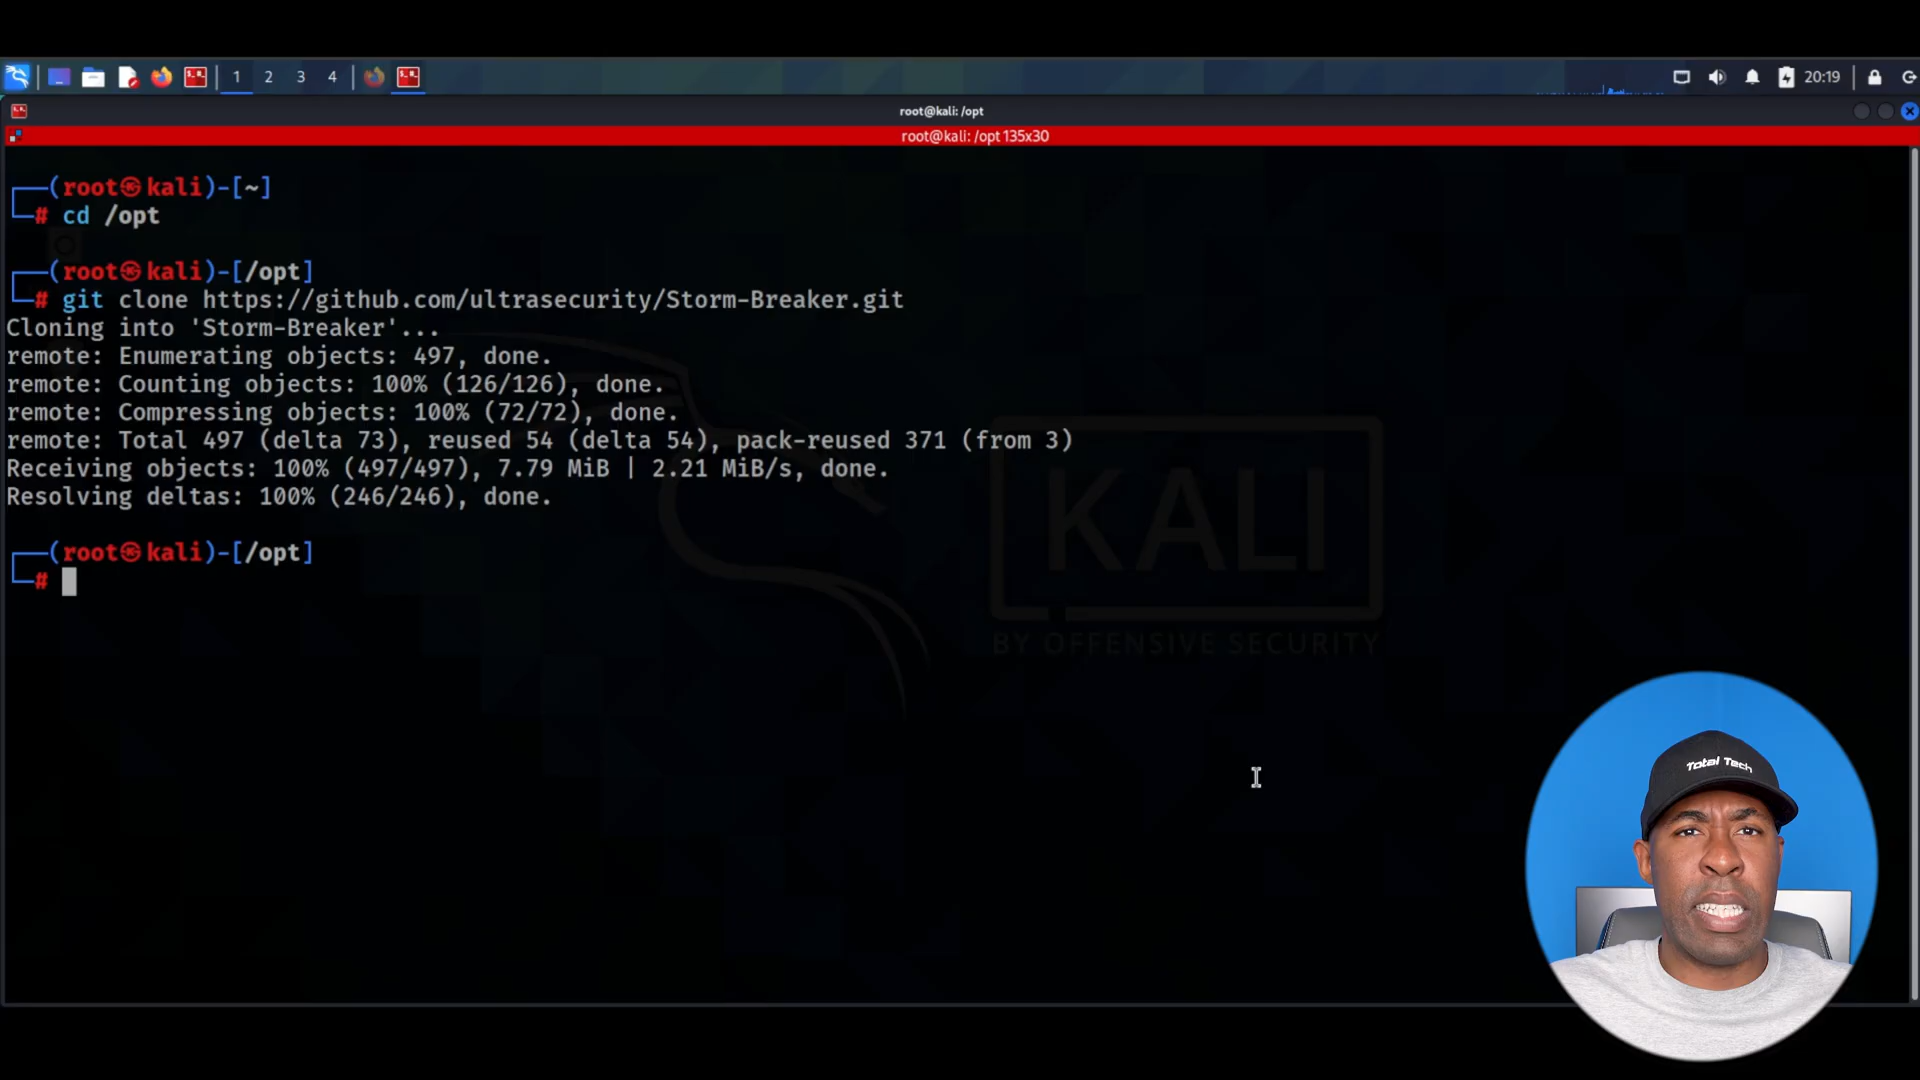 1 2 3 4 20:19
root@kali: /opt
root@kali: /opt 135x30
┌──(root㉿kali)-[~]
└─# cd /opt
┌──(root㉿kali)-[/opt]
└─# git clone https://github.com/ultrasecurity/Storm-Breaker.git
Cloning into 'Storm-Breaker'...
remote: Enumerating objects: 497, done.
remote: Counting objects: 100% (126/126), done.
remote: Compressing objects: 100% (72/72), done.
remote: Total 497 (delta 73), reused 54 (delta 54), pack-reused 371 (from 3)
Receiving objects: 100% (497/497), 7.79 MiB | 2.21 MiB/s, done.
Resolving deltas: 100% (246/246), done.
┌──(root㉿kali)-[/opt]
└─#
KALI
BY OFFENSIVE SECURITY
Total Tech